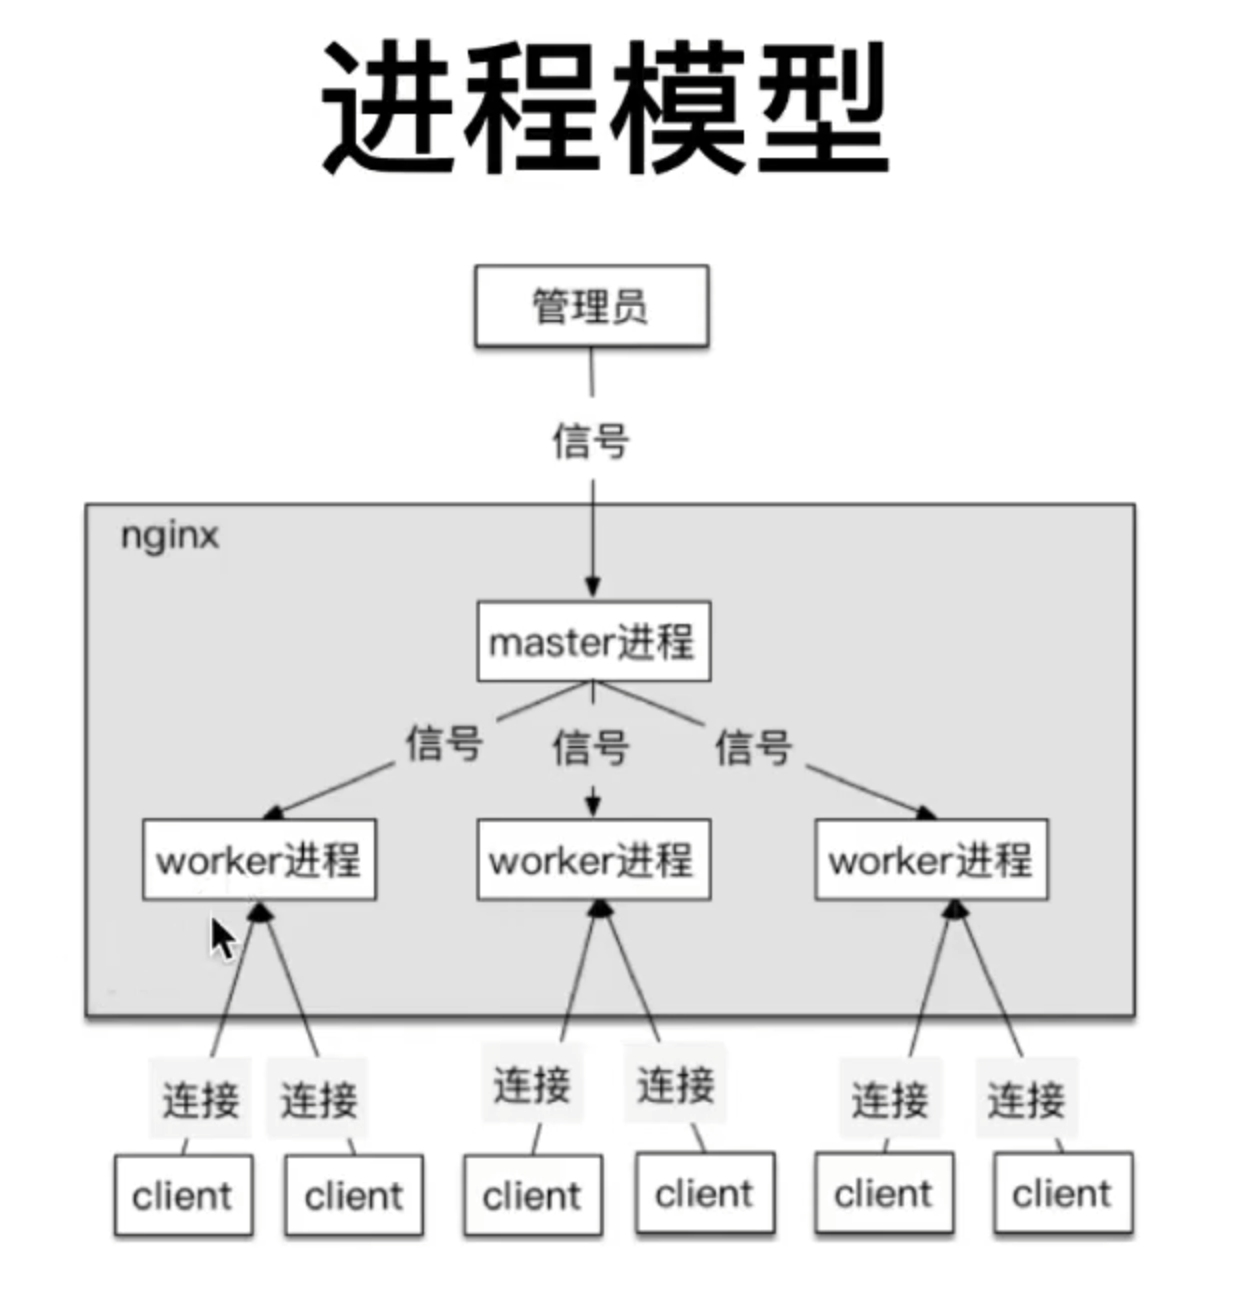 进程模型
管理员
信号
nginx
master进程
信号 信号 信号
worker进程 worker进程 worker进程
连接 连接 连接 连接 连接 连接
client client client client client client